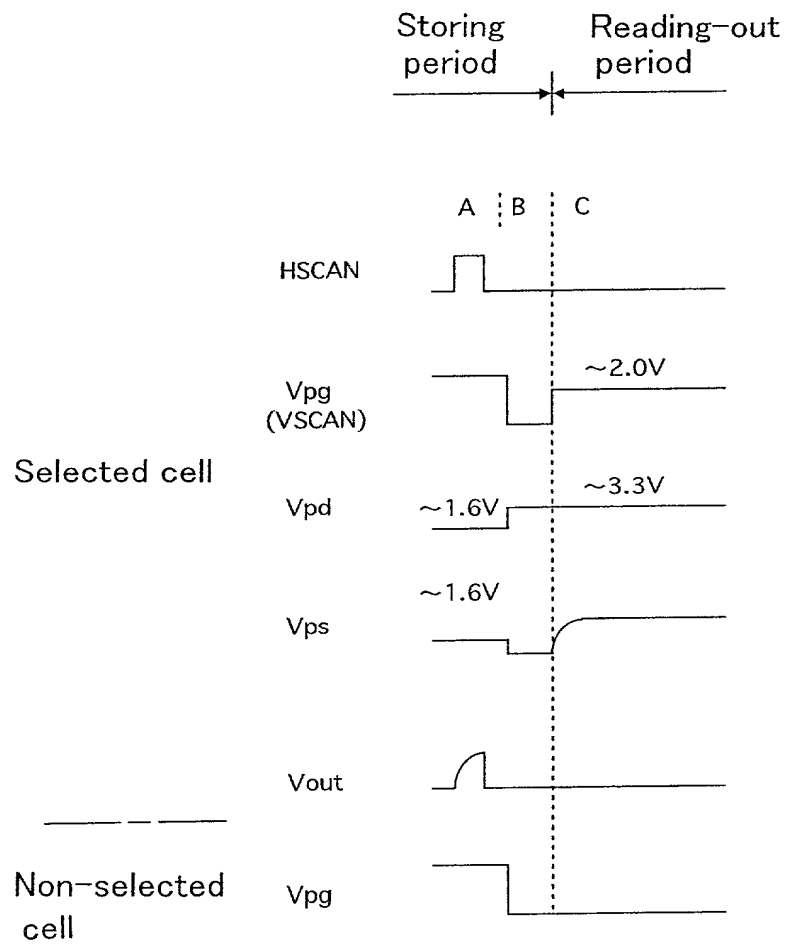 Storing period
Reading-out period
A
B
C
HSCAN
Vpg
(VSCAN)
~2.0V
Selected cell
Vpd
~1.6V
~3.3V
~1.6V
Vps
Vout
Non-selected
cell
Vpg